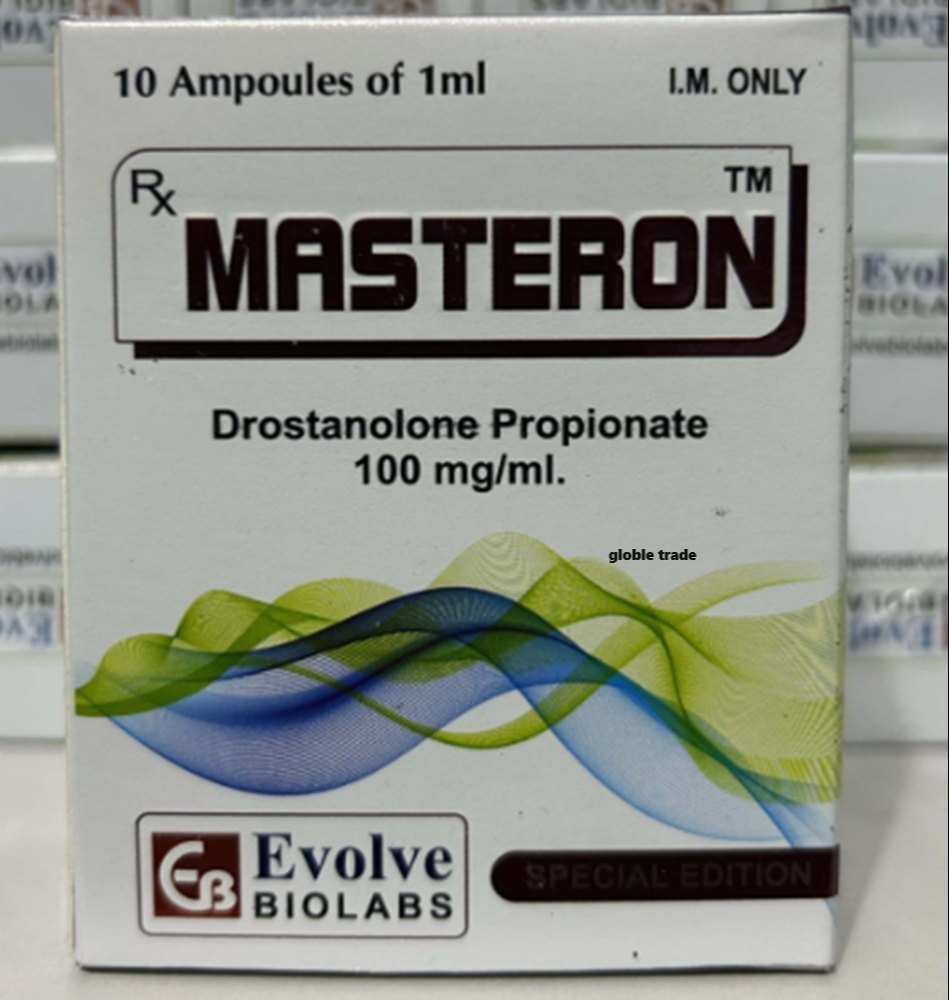 10 Ampoules of 1ml
I.M. ONLY
Rx
TM
MASTERON
Drostanolone Propionate
100 mg/ml.
globle trade
EB
Evolve
BIOLABS
SPECIAL EDITION